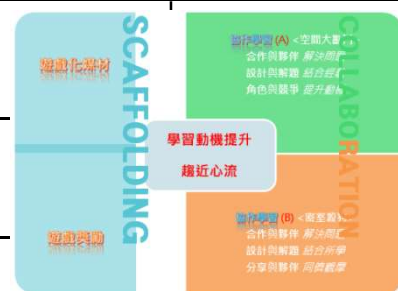 遊戲化媒材
SCAFFOLDING
協作學習 (A) <空間大
合作與夥伴 解決問題
設計與解題 結合
角色與競爭 提升動機
COLLABORATION
學習動機提升
趨近心流
遊戲獎勵
協作學習 (B)
合作與夥伴 解決問題
設計與解題 結合所學
分享與夥伴 同儕觀摩